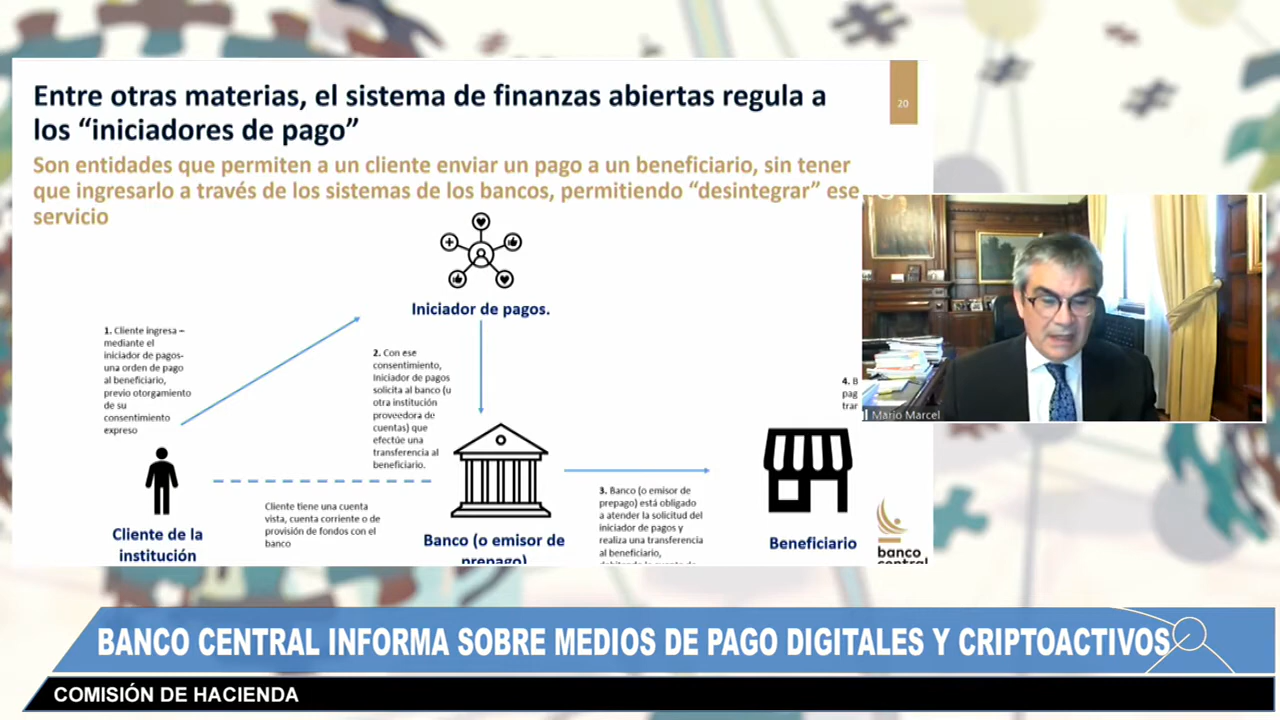 Entre otras materias, el sistema de finanzas abiertas regula a
los “iniciadores de pago”
20
Son entidades que permiten a un cliente enviar un pago a un beneficiario, sin tener
que ingresarlo a través de los sistemas de los bancos, permitiendo “desintegrar” ese
servicio
Iniciador de pagos.
1. Cliente ingresa –
mediante el
iniciador de pagos-
una orden de pago
al beneficiario,
previo otorgamiento
de su
consentimiento
expreso
2. Con ese
consentimiento,
Iniciador de pagos
solicita al banco (u
otra institución
proveedora de
cuentas) que
efectúe una
transferencia al
beneficiario.
4. B
pag
trar
Mario Marcel
Cliente tiene una cuenta
vista, cuenta corriente o de
provisión de fondos con el
banco
3. Banco (o emisor de
prepago) está obligado
a atender la solicitud del
iniciador de pagos y
realiza una transferencia
al beneficiario,
Cliente de la
institución
Banco (o emisor de
prepago)
Beneficiario
banco
central
BANCO CENTRAL INFORMA SOBRE MEDIOS DE PAGO DIGITALES Y CRIPTOACTIVOS
COMISIÓN DE HACIENDA